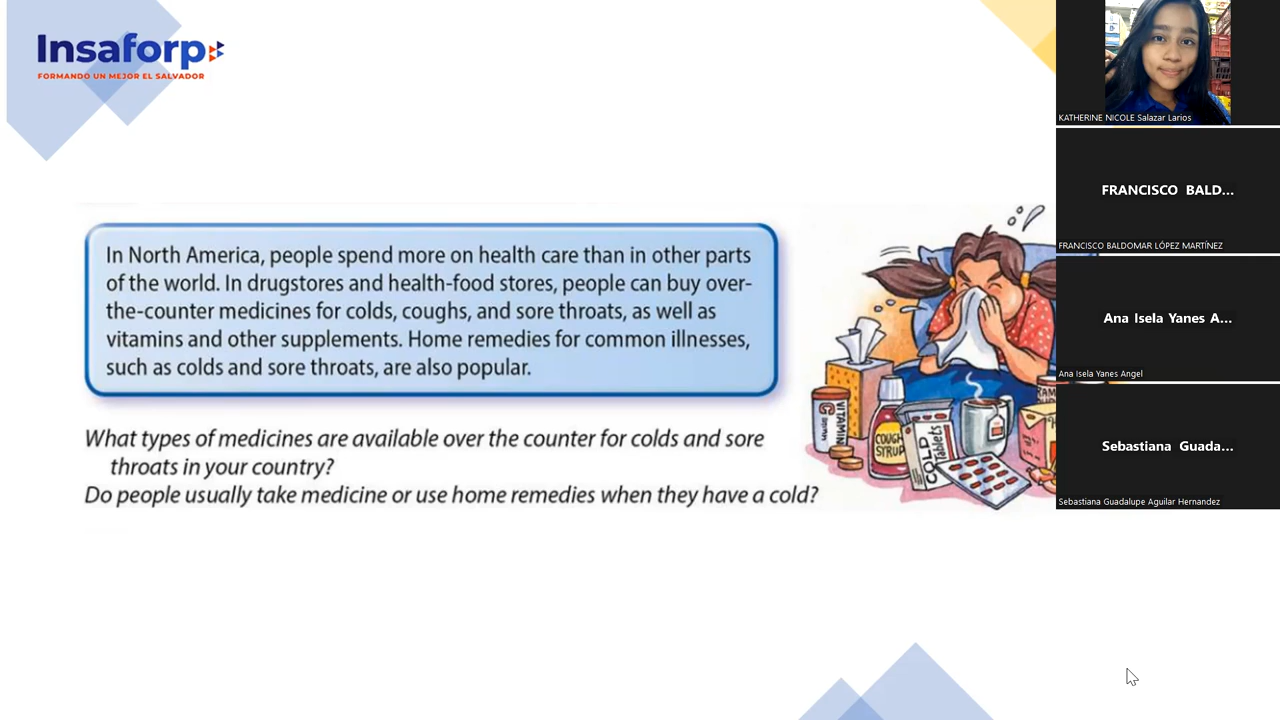 Insaforp
FORMANDO UN MEJOR EL SALVADOR
In North America, people spend more on health care than in other parts
of the world. In drugstores and health-food stores, people can buy over-
the-counter medicines for colds, coughs, and sore throats, as well as
vitamins and other supplements. Home remedies for common illnesses,
such as colds and sore throats, are also popular.
What types of medicines are available over the counter for colds and sore
throats in your country?
Do people usually take medicine or use home remedies when they have a cold?
VITAMIN
COUGH
SYRUP
COLD
Tablets
KATHERINE NICOLE Salazar Larios
FRANCISCO BALD...
FRANCISCO BALDOMAR LÓPEZ MARTÍNEZ
Ana Isela Yanes A...
Ana Isela Yanes Angel
Sebastiana Guada...
Sebastiana Guadalupe Aguilar Hernandez